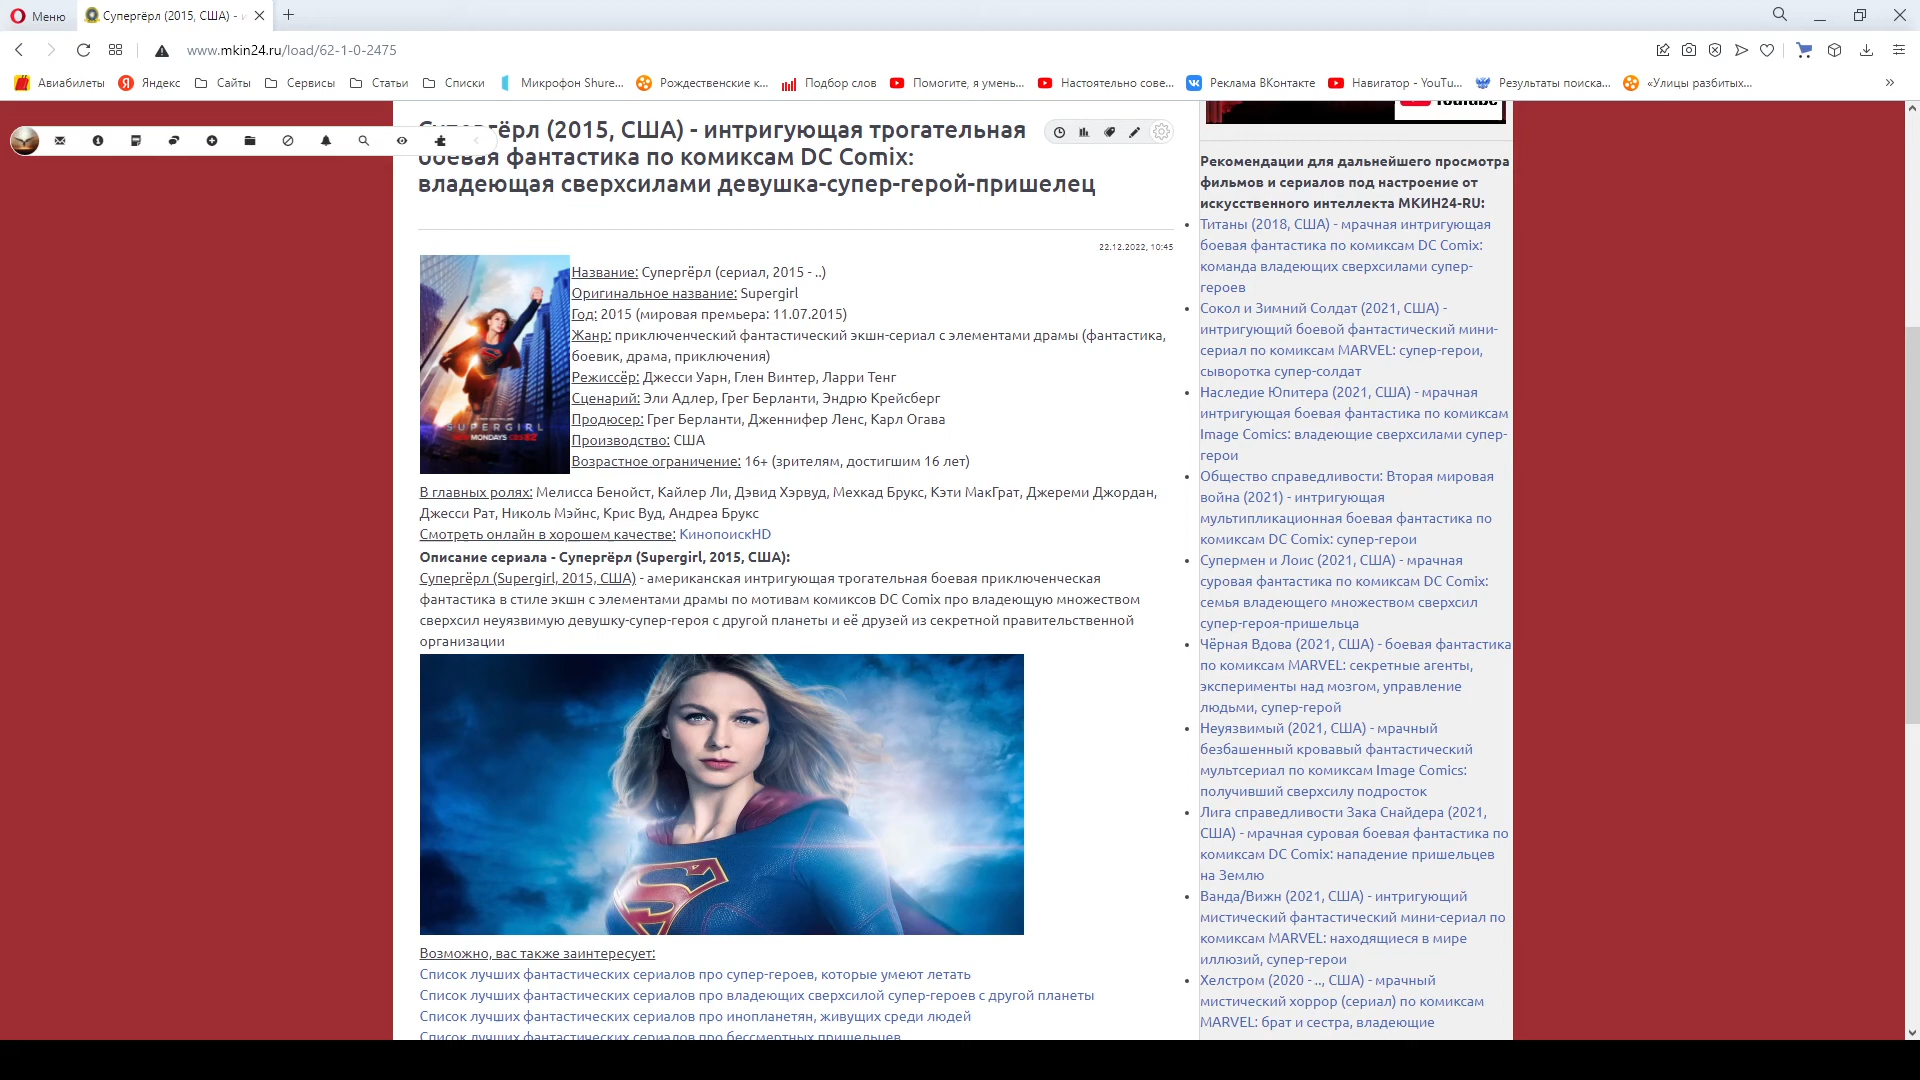 Меню
Супергёрл (2015, США) - и
www.mkin24.ru/load/62-1-0-2475
Авиабилеты
Яндекс
Сайты
Сервисы
Статьи
Списки
Микрофон Shure...
Рождественские к...
Подбор слов
Помогите, я умень...
Настоятельно сове...
Реклама ВКонтакте
Навигатор - YouTu...
Результаты поиска...
«Улицы разбитых...
Супергёрл (2015, США) - интригующая трогательная
боевая фантастика по комиксам DC Comix:
владеющая сверхсилами девушка-супер-герой-пришелец
22.12.2022, 10:45
Название: Супергёрл (сериал, 2015 - ..)
Оригинальное название: Supergirl
Год: 2015 (мировая премьера: 11.07.2015)
Жанр: приключенческий фантастический экшн-сериал с элементами драмы (фантастика,
боевик, драма, приключения)
Режиссёр: Джесси Уарн, Глен Винтер, Ларри Тенг
Сценарий: Эли Адлер, Грег Берланти, Эндрю Крейсберг
Продюсер: Грег Берланти, Дженнифер Ленс, Карл Огава
Производство: США
Возрастное ограничение: 16+ (зрителям, достигшим 16 лет)
SUPERGIRL
MONDAYS CBS
В главных ролях: Мелисса Бенойст, Кайлер Ли, Дэвид Хэрвуд, Мехкад Брукс, Кэти МакГрат, Джереми Джордан,
Джесси Рат, Николь Мэйнс, Крис Вуд, Андреа Брукс
Смотреть онлайн в хорошем качестве: КинопоискHD
Описание сериала - Супергёрл (Supergirl, 2015, США):
Супергёрл (Supergirl, 2015, США) - американская интригующая трогательная боевая приключенческая
фантастика в стиле экшн с элементами драмы по мотивам комиксов DC Comix про владеющую множеством
сверхсил неуязвимую девушку-супер-героя с другой планеты и её друзей из секретной правительственной
организации
Возможно, вас также заинтересует:
Список лучших фантастических сериалов про супер-героев, которые умеют летать
Список лучших фантастических сериалов про владеющих сверхсилой супер-героев с другой планеты
Список лучших фантастических сериалов про инопланетян, живущих среди людей
Список лучших фантастических сериалов про бессмертных пришельцев
YouTube
Рекомендации для дальнейшего просмотра
фильмов и сериалов под настроение от
искусственного интеллекта МКИН24-RU:
Титаны (2018, США) - мрачная интригующая
боевая фантастика по комиксам DC Comix:
команда владеющих сверхсилами супер-
героев
Сокол и Зимний Солдат (2021, США) -
интригующий боевой фантастический мини-
сериал по комиксам MARVEL: супер-герои,
сыворотка супер-солдат
Наследие Юпитера (2021, США) - мрачная
интригующая боевая фантастика по комиксам
Image Comics: владеющие сверхсилами супер-
герои
Общество справедливости: Вторая мировая
война (2021) - интригующая
мультипликационная боевая фантастика по
комиксам DC Comix: супер-герои
Супермен и Лоис (2021, США) - мрачная
суровая фантастика по комиксам DC Comix:
семья владеющего множеством сверхсил
супер-героя-пришельца
Чёрная Вдова (2021, США) - боевая фантастика
по комиксам MARVEL: секретные агенты,
эксперименты над мозгом, управление
людьми, супер-герой
Неуязвимый (2021, США) - мрачный
безбашенный кровавый фантастический
мультсериал по комиксам Image Comics:
получивший сверхсилу подросток
Лига справедливости Зака Снайдера (2021,
США) - мрачная суровая боевая фантастика по
комиксам DC Comix: нападение пришельцев
на Землю
Ванда/Вижн (2021, США) - интригующий
мистический фантастический мини-сериал по
комиксам MARVEL: находящиеся в мире
иллюзий, супер-герои
Хелстром (2020 - .., США) - мрачный
мистический хоррор (сериал) по комиксам
MARVEL: брат и сестра, владеющие